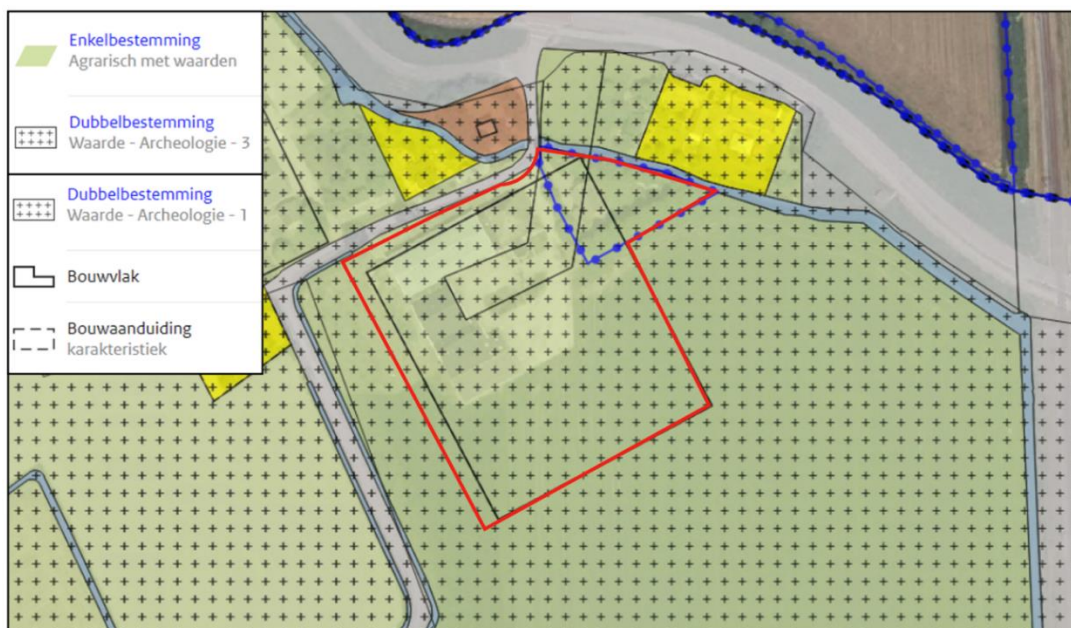 Enkelbestemming
Agrarisch met waarden
Dubbelbestemming
Waarde - Archeologie - 3
Dubbelbestemming
Waarde - Archeologie - 1
Bouwvlak
Bouwaanduiding
karakteristiek